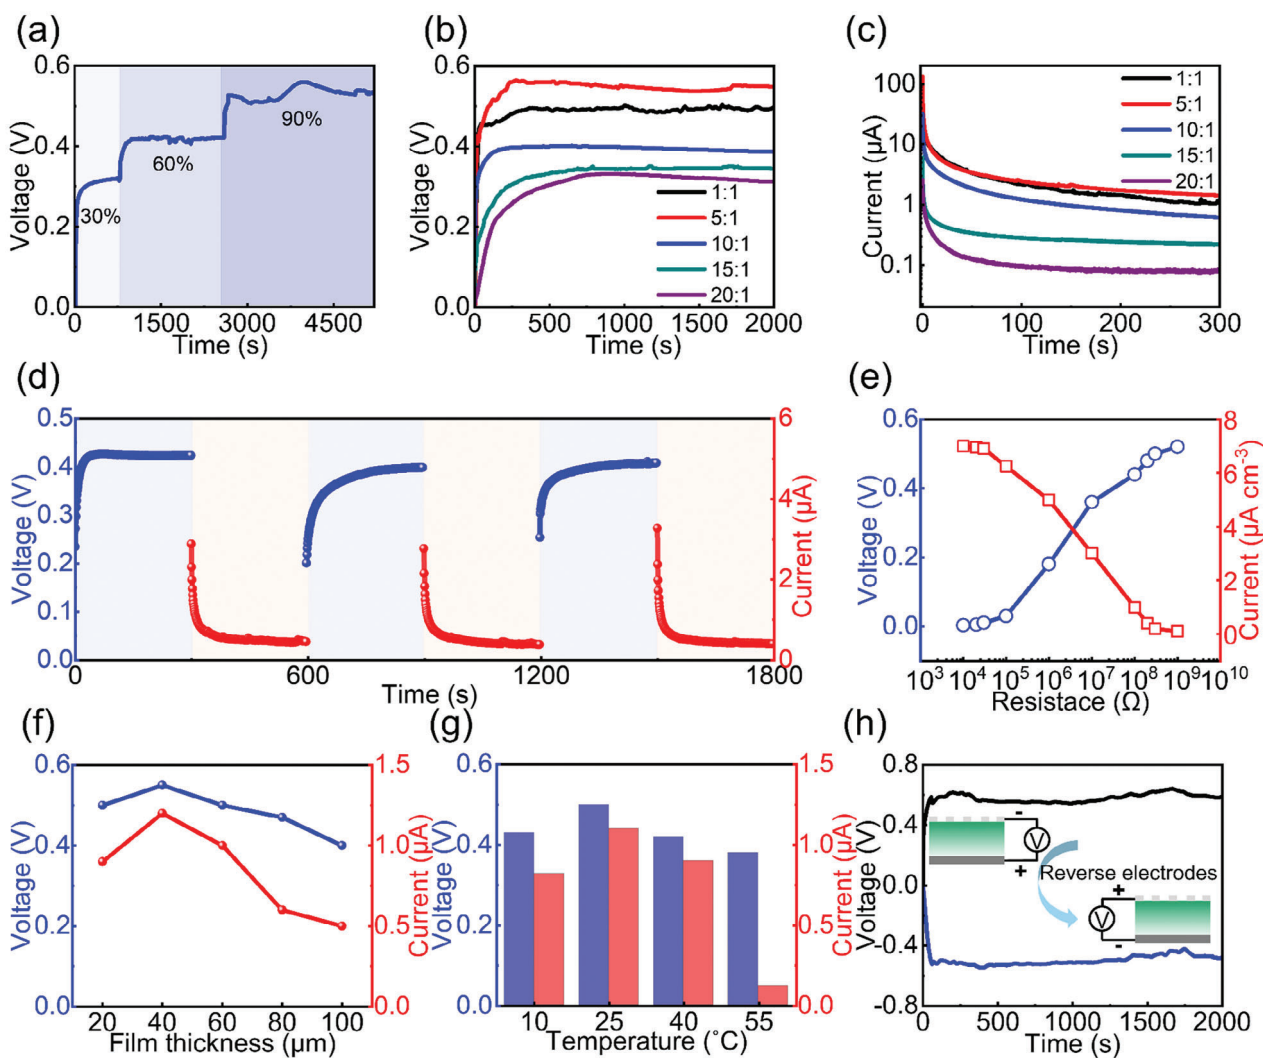 (a)
0.6
0.4
0.2
0.0
Voltage (V)
30%
60%
90%
0 1500 3000 4500
Time (s)
(b)
0.6
0.4
0.2
0.0
Voltage (V)
1:1
5:1
10:1
15:1
20:1
0 500 1000 1500 2000
Time (s)
(c)
100
10
1
0.1
Current (µA)
1:1
5:1
10:1
15:1
20:1
0 100 200 300
Time (s)
(d)
0.5
0.4
0.3
0.2
0.1
0.0
Voltage (V)
6
4
2
0
Current (µA)
0 600 1200 1800
Time (s)
(e)
0.6
0.4
0.2
0.0
Voltage (V)
8
7
6
5
4
3
2
1
0
Current (µA cm⁻³)
10³ 10⁴ 10⁵ 10⁶ 10⁷ 10⁸ 10⁹ 10¹⁰
Resistace (Ω)
(f)
0.6
0.4
0.2
0.0
Voltage (V)
1.5
1.0
0.5
0.0
Current (µA)
20 40 60 80 100
Film thickness (µm)
(g)
0.6
0.4
0.2
0.0
Voltage (V)
1.5
1.0
0.5
0.0
Current (µA)
10 25 40 55
Temperature (˚C)
(h)
0.8
0.4
0.0
-0.4
-0.8
Voltage (V)
-
V
+
Reverse electrodes
+
V
-
0 500 1000 1500 2000
Time (s)